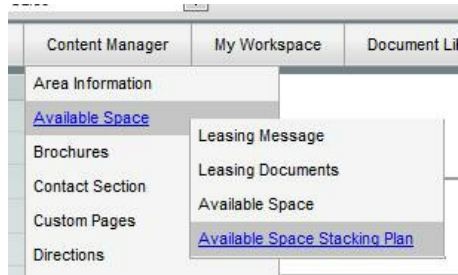 Content Manager
My Workspace
Document Li
Area Information
Available Space
Brochures
Contact Section
Custom Pages
Directions
Leasing Message
Leasing Documents
Available Space
Available Space Stacking Plan